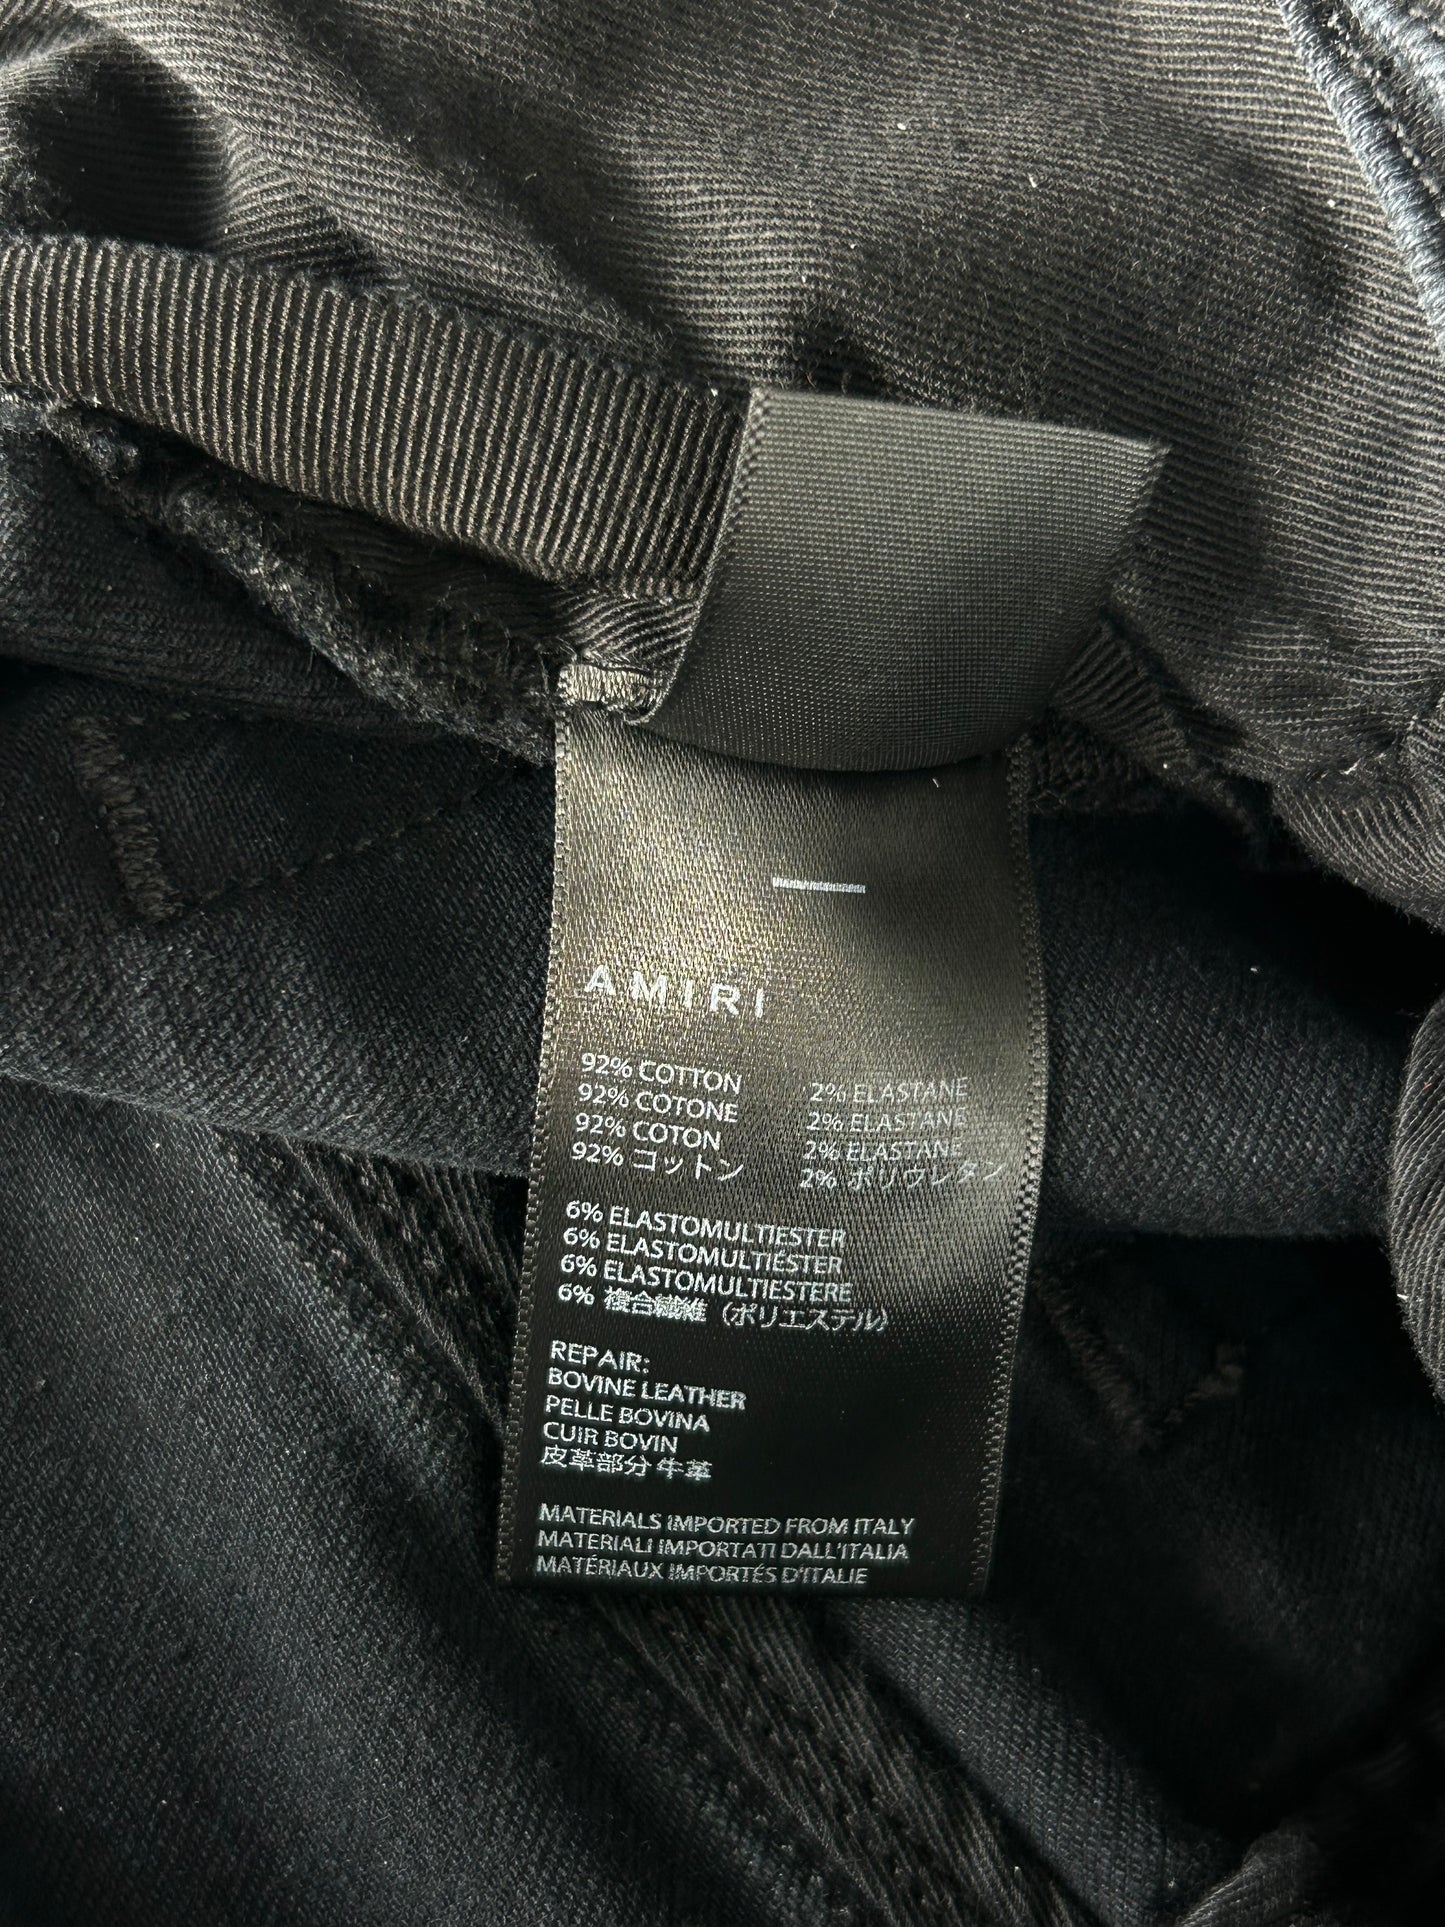 AMIRI
92% COTTON 2% ELASTANE
92% COTONE 2% ELASTANE
92% COTON 2% ELASTANE
92% コットン 2% ポリウレタン
6% ELASTOMULTIESTER
6% ELASTOMULTIÉSTER
6% ELASTOMULTIESTERE
6% 複合繊維（ポリエステル）
REPAIR:
BOVINE LEATHER
PELLE BOVINA
CUIR BOVIN
皮革部分 牛革
MATERIALS IMPORTED FROM ITALY
MATERIALI IMPORTATI DALL'ITALIA
MATÉRIAUX IMPORTÉS D'ITALIE